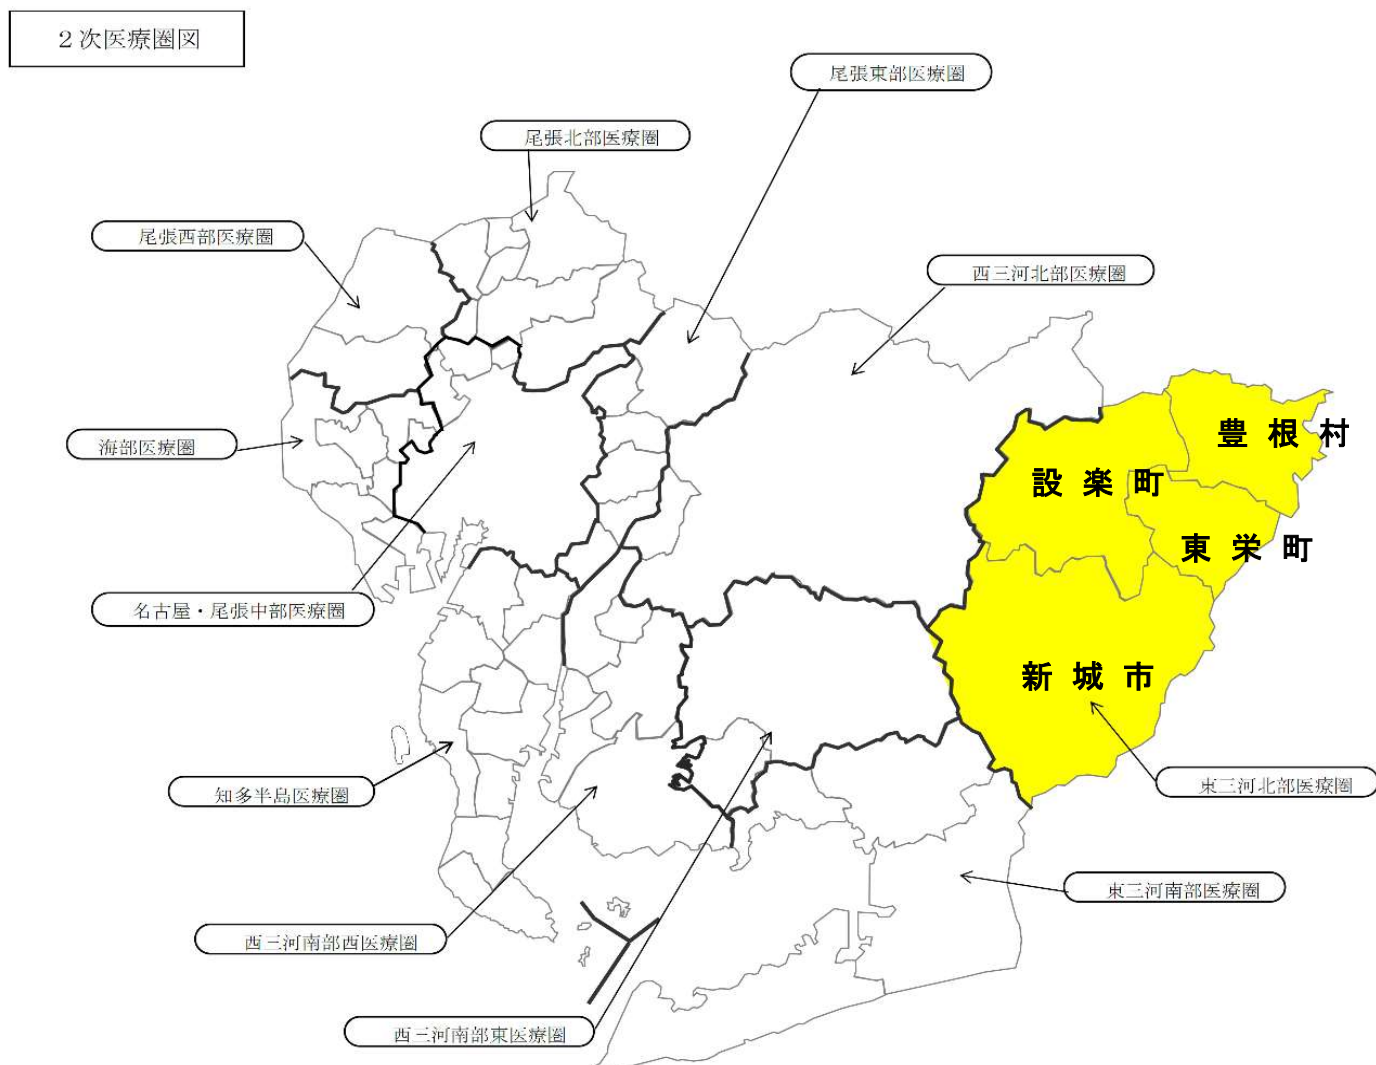 ２次医療圏図
尾張東部医療圏
尾張北部医療圏
尾張西部医療圏
西三河北部医療圏
豊根村
海部医療圏
設楽町
東栄町
名古屋・尾張中部医療圏
新城市
東三河北部医療圏
知多半島医療圏
東三河南部医療圏
西三河南部西医療圏
西三河南部東医療圏